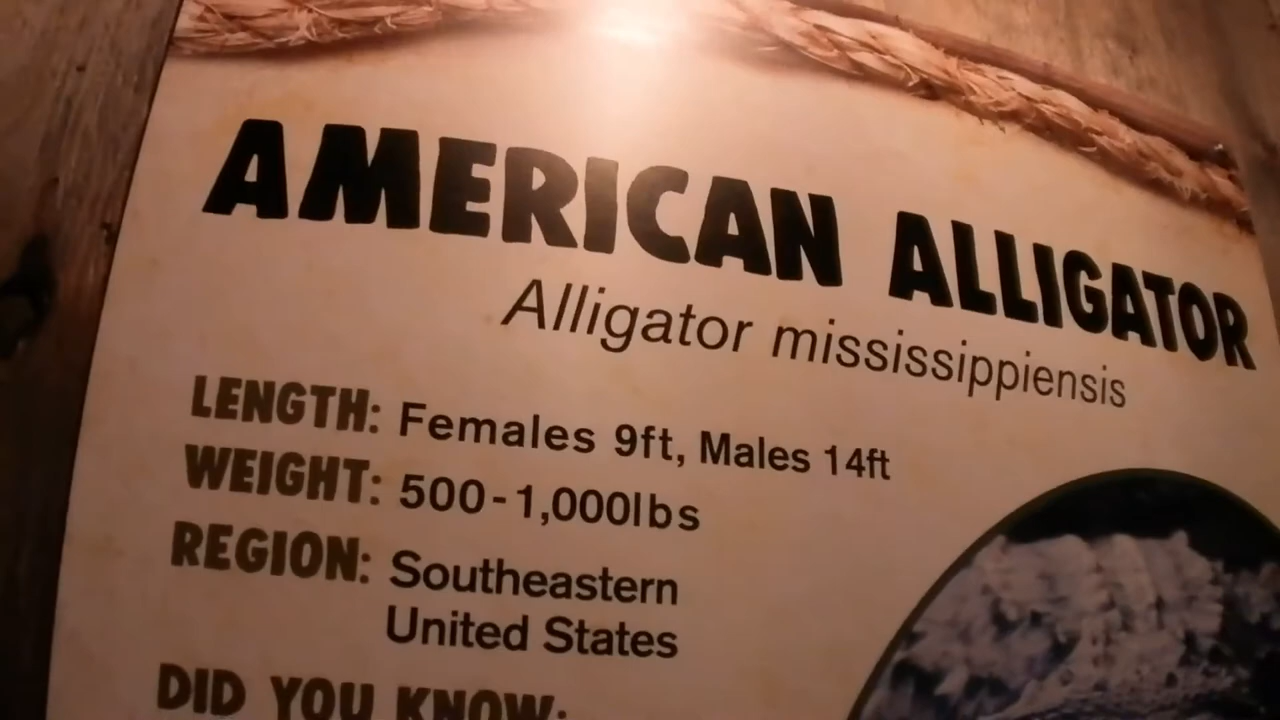 AMERICAN ALLIGATOR
Alligator mississippiensis
LENGTH: Females 9ft, Males 14ft
WEIGHT: 500-1,000lbs
REGION: Southeastern
United States
DID YOU KNOW: